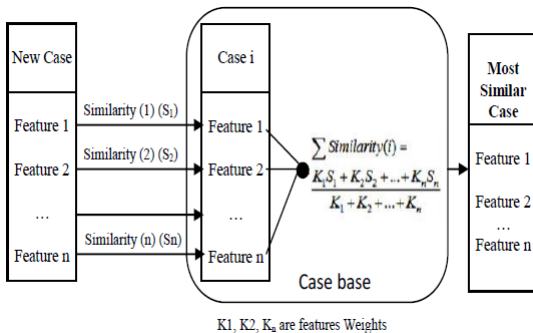 New Case
Feature 1
Feature 2
...
Feature n
Similarity (1) (S₁)
Similarity (2) (S₂)
Similarity (n) (Sn)
Case i
Feature 1
Feature 2
...
Feature n
∑ Similarity(i) =
K₁S₁ + K₂S₂ + ... + KₙSₙ
K₁ + K₂ + ... + Kₙ
Case base
Most
Similar
Case
Feature 1
Feature 2
...
Feature n
K1, K2, Kₙ are features Weights